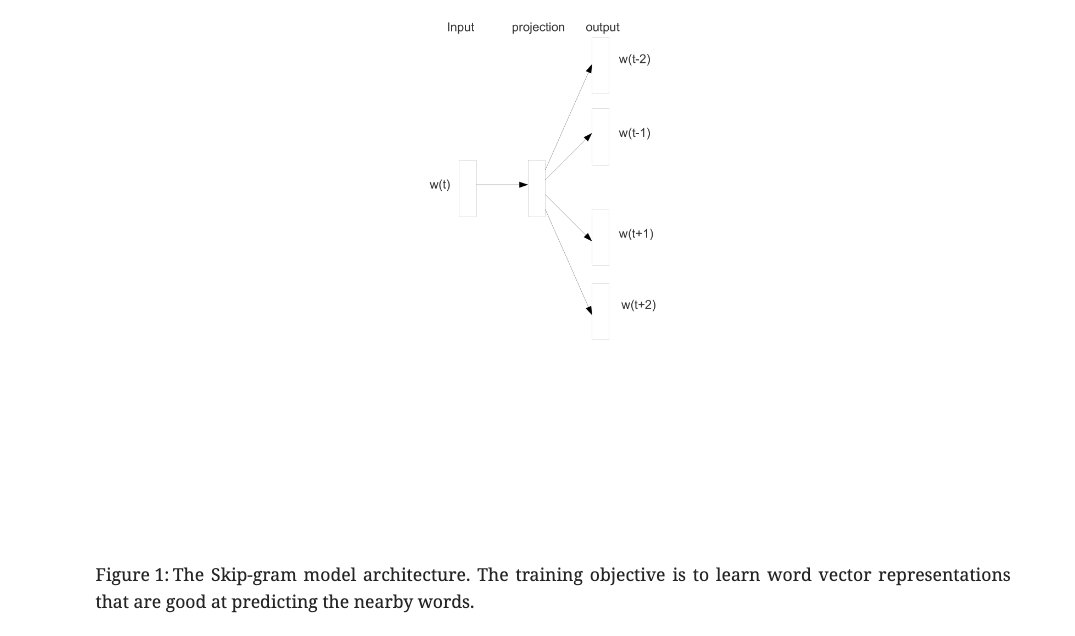 Input projection output
w(t-2)
w(t-1)
w(t)
w(t+1)
w(t+2)
Figure 1: The Skip-gram model architecture. The training objective is to learn word vector representations
that are good at predicting the nearby words.